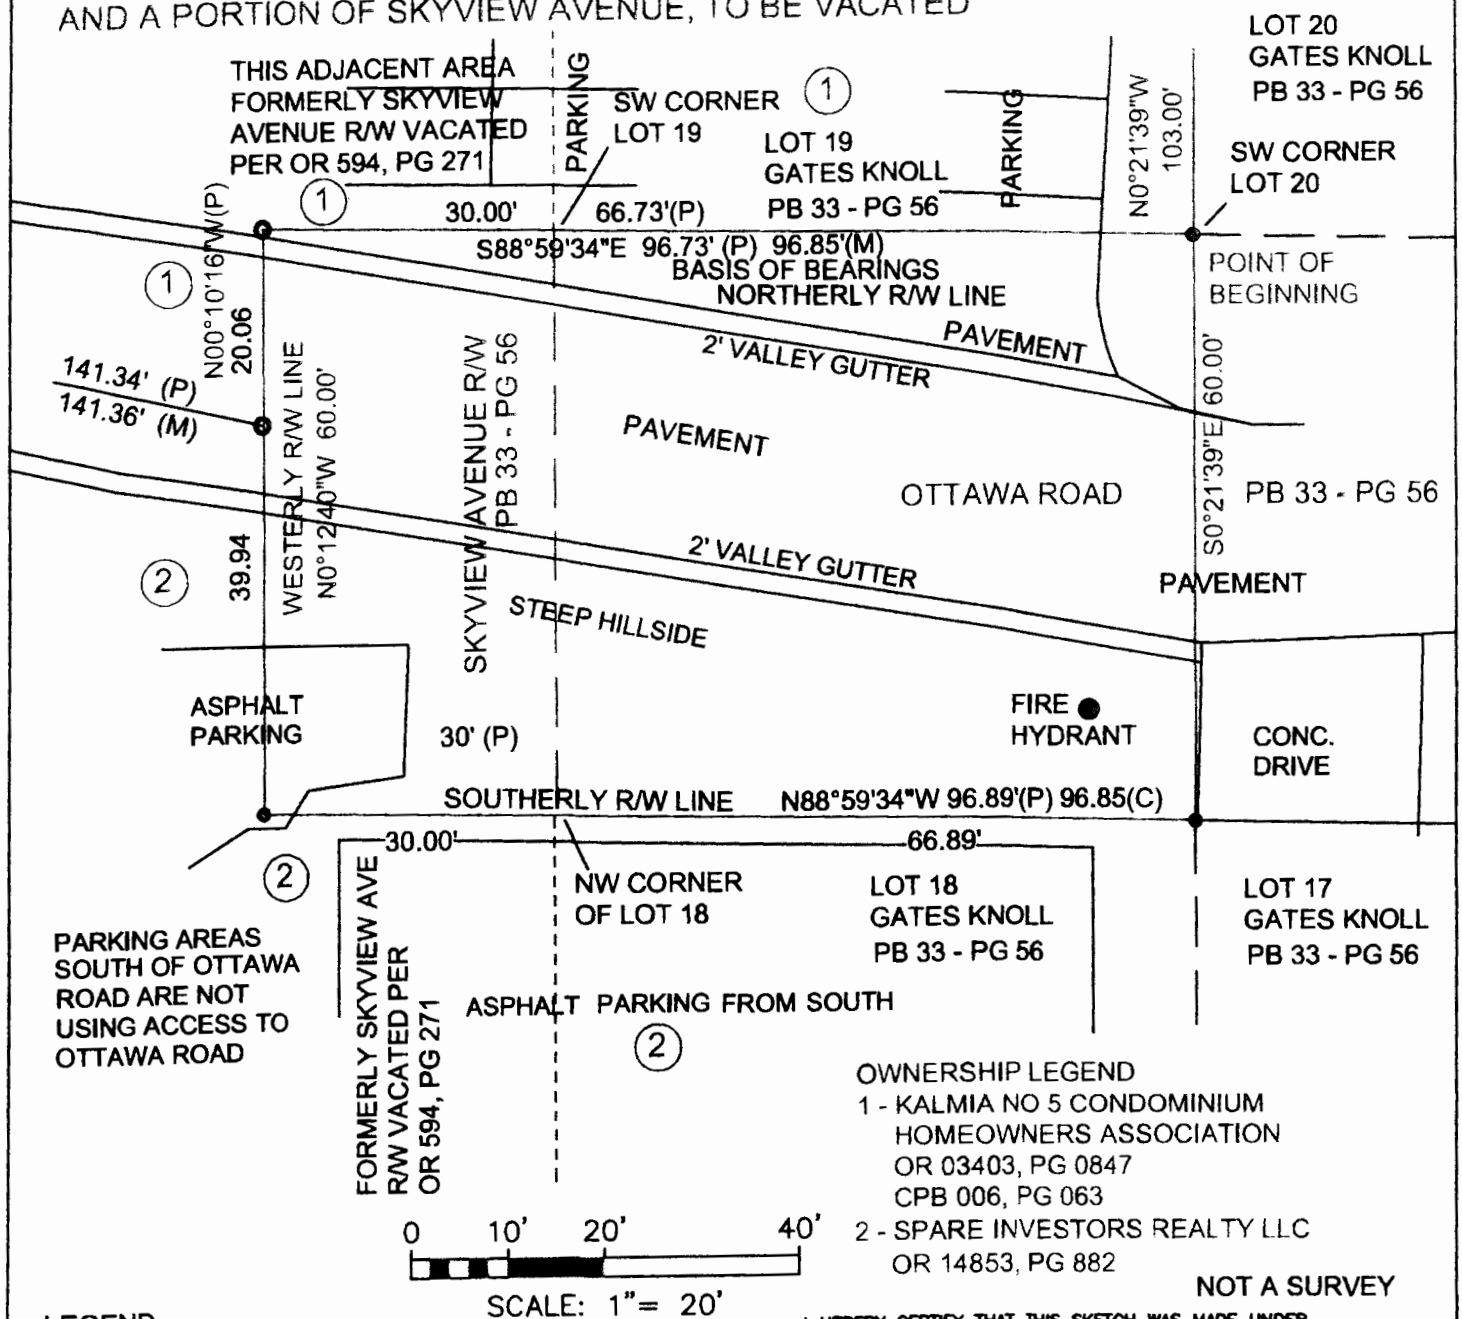 AND A PORTION OF SKYVIEW AVENUE, TO BE VACATED
LOT 20
GATES KNOLL
PB 33 - PG 56
THIS ADJACENT AREA
FORMERLY SKYVIEW
AVENUE R/W VACATED
PER OR 594, PG 271
PARKING
SW CORNER
LOT 19
1
LOT 19
GATES KNOLL
PB 33 - PG 56
PARKING
N0°21'39"W
103.00'
SW CORNER
LOT 20
1
30.00'
66.73'(P)
S88°59'34"E 96.73' (P) 96.85'(M)
BASIS OF BEARINGS
NORTHERLY R/W LINE
POINT OF
BEGINNING
1
N00°10'16"W(P)
20.06
141.34' (P)
141.36' (M)
WESTERLY R/W LINE
N0°12'40"W 60.00'
SKYVIEW AVENUE R/W
PB 33 - PG 56
PAVEMENT
2' VALLEY GUTTER
PAVEMENT
OTTAWA ROAD
S0°21'39"E 60.00'
PB 33 - PG 56
2
39.94
2' VALLEY GUTTER
PAVEMENT
STEEP HILLSIDE
ASPHALT
PARKING
30' (P)
FIRE
HYDRANT
CONC.
DRIVE
SOUTHERLY R/W LINE
N88°59'34"W 96.89'(P) 96.85(C)
30.00'
66.89'
2
NW CORNER
OF LOT 18
LOT 18
GATES KNOLL
PB 33 - PG 56
LOT 17
GATES KNOLL
PB 33 - PG 56
PARKING AREAS
SOUTH OF OTTAWA
ROAD ARE NOT
USING ACCESS TO
OTTAWA ROAD
FORMERLY SKYVIEW AVE
R/W VACATED PER
OR 594, PG 271
ASPHALT PARKING FROM SOUTH
2
OWNERSHIP LEGEND
1 - KALMIA NO 5 CONDOMINIUM
HOMEOWNERS ASSOCIATION
OR 03403, PG 0847
CPB 006, PG 063
2 - SPARE INVESTORS REALTY LLC
OR 14853, PG 882
0 10' 20' 40'
SCALE: 1"= 20'
NOT A SURVEY
LEGEND
HEREBY CERTIFY THAT THIS SKETCH WAS MADE UNDER